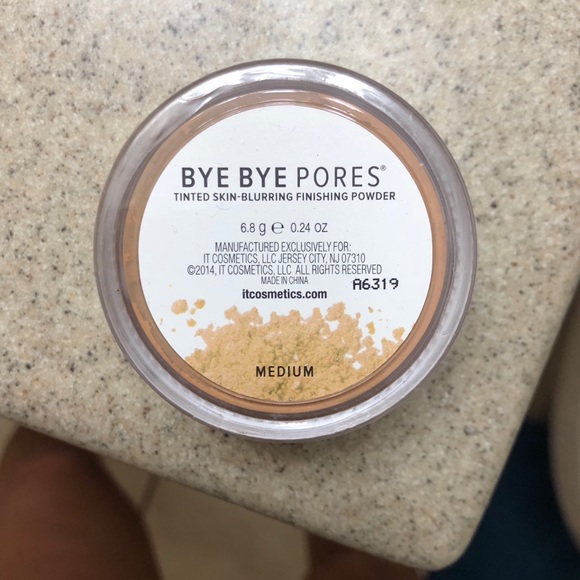 BYE BYE PORES®
TINTED SKIN-BLURRING FINISHING POWDER
6.8 g ℮ 0.24 OZ
MANUFACTURED EXCLUSIVELY FOR:
IT COSMETICS, LLC JERSEY CITY, NJ 07310
©2014, IT COSMETICS, LLC ALL RIGHTS RESERVED
MADE IN CHINA
A6319
itcosmetics.com
MEDIUM